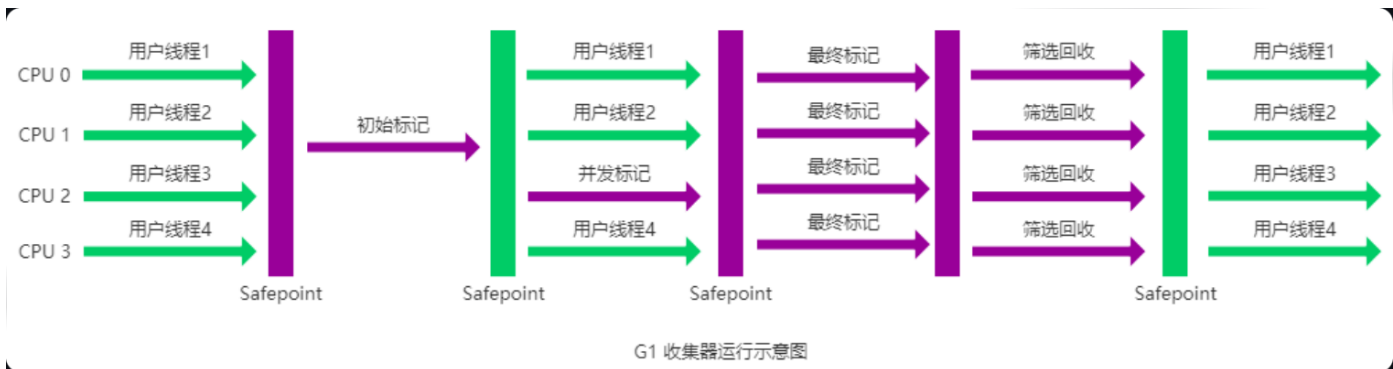 用户线程1 用户线程1 最终标记 筛选回收 用户线程1
CPU 0
用户线程2 用户线程2 最终标记 筛选回收 用户线程2
CPU 1 初始标记
用户线程3 并发标记 最终标记 筛选回收 用户线程3
CPU 2
用户线程4 用户线程4 最终标记 筛选回收 用户线程4
CPU 3
Safepoint Safepoint Safepoint Safepoint
G1 收集器运行示意图